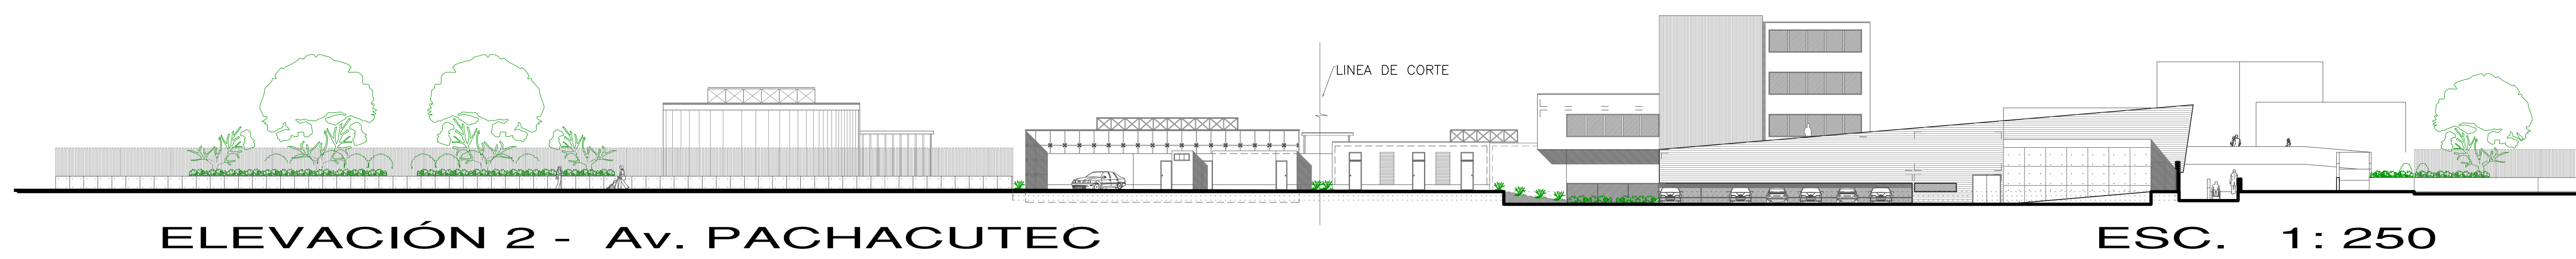 LINEA DE CORTE
ELEVACIÓN 2 - Av. PACHACUTEC
ESC. 1: 250